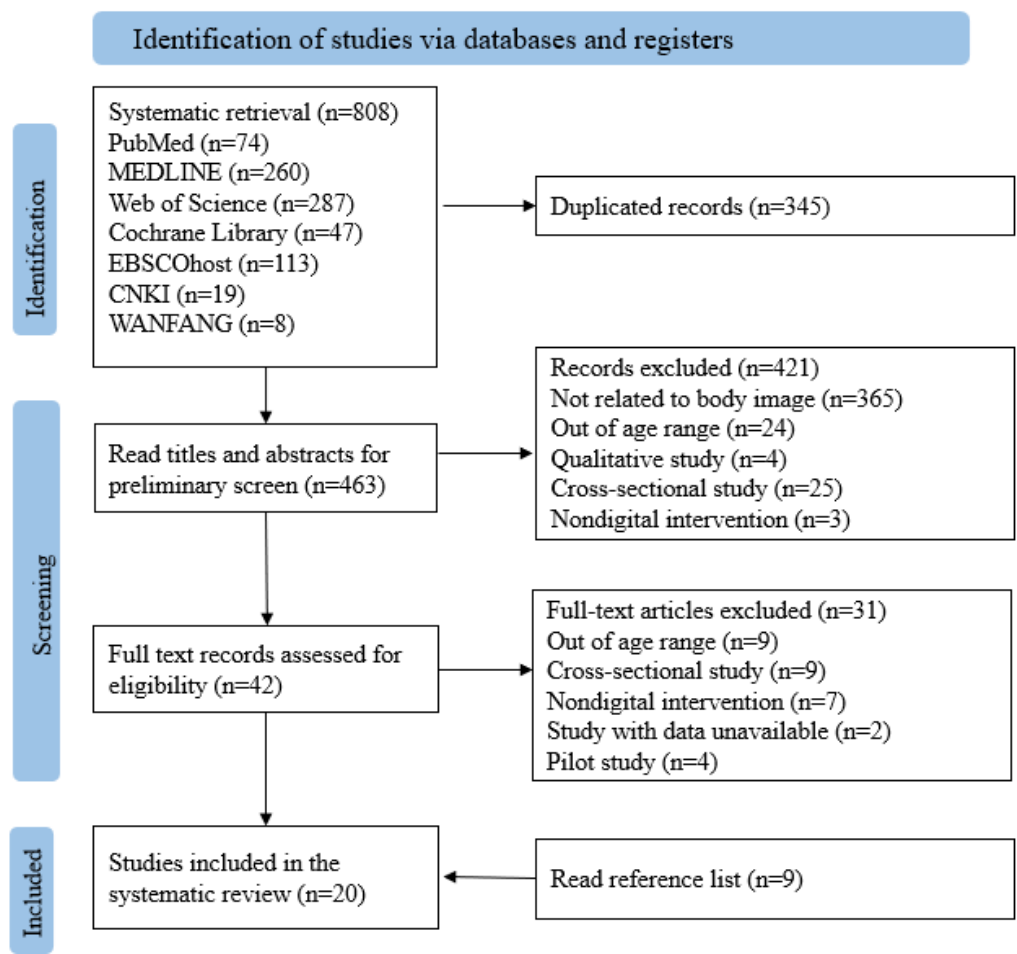 Identification of studies via databases and registers
Identification
Systematic retrieval (n=808)
PubMed (n=74)
MEDLINE (n=260)
Web of Science (n=287)
Cochrane Library (n=47)
EBSCOhost (n=113)
CNKI (n=19)
WANFANG (n=8)
Duplicated records (n=345)
Screening
Read titles and abstracts for
preliminary screen (n=463)
Records excluded (n=421)
Not related to body image (n=365)
Out of age range (n=24)
Qualitative study (n=4)
Cross-sectional study (n=25)
Nondigital intervention (n=3)
Full text records assessed for
eligibility (n=42)
Full-text articles excluded (n=31)
Out of age range (n=9)
Cross-sectional study (n=9)
Nondigital intervention (n=7)
Study with data unavailable (n=2)
Pilot study (n=4)
Included
Studies included in the
systematic review (n=20)
Read reference list (n=9)